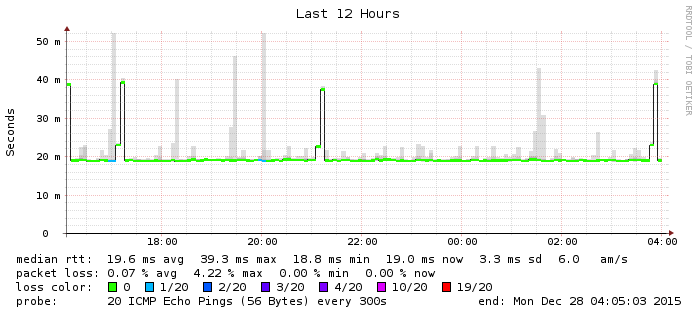 Last 12 Hours
RRDTOOL / TOBI OETIKER
Seconds
50 m
40 m
30 m
20 m
10 m
0
18:00 20:00 22:00 00:00 02:00 04:00
median rtt: 19.6 ms avg 39.3 ms max 18.8 ms min 19.0 ms now 3.3 ms sd 6.0 am/s
packet loss: 0.07 % avg 4.22 % max 0.00 % min 0.00 % now
loss color: 0 1/20 2/20 3/20 4/20 10/20 19/20
probe: 20 ICMP Echo Pings (56 Bytes) every 300s end: Mon Dec 28 04:05:03 2015